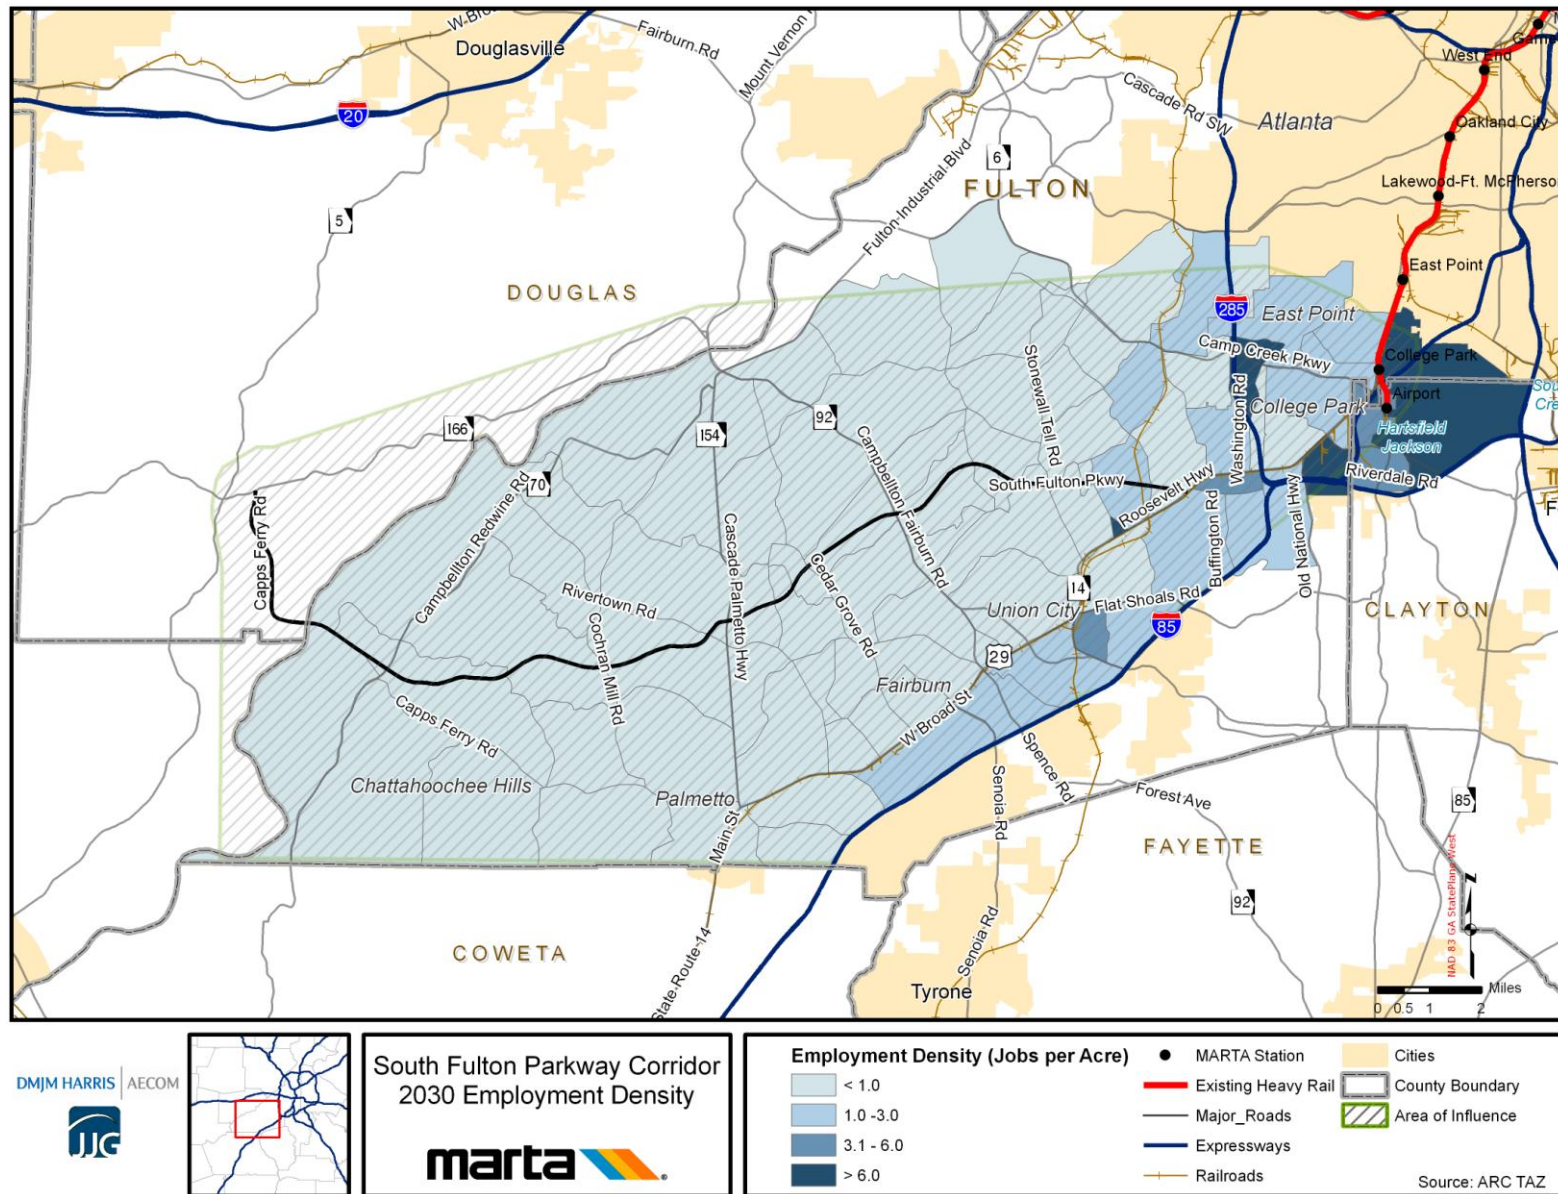 W-Broad
Douglasville
Fairburn Rd
Mount Vernon
West End
Cascade Rd SW
Atlanta
20
Oakland City
6
Fulton-Industrial-Blvd
FULTON
Lakewood-Ft. McPherson
5
East Point
DOUGLAS
285
East Point
Camp Creek Pkwy
College Park
Stonewall Tell Rd
Washington Rd
Airport
College Park
166
154
92
Hartsfield
Jackson
Campbellton Fairburn Rd
70
South Fulton Pkwy
Roosevelt Hwy
Riverdale Rd
Capps Ferry Rd
Campbellton Redwine Rd
Cascade-Palmetto Hwy
Buffington Rd
Old National Hwy
Cedar Grove Rd
Rivertown Rd
14
Union City
Flat-Shoals Rd
CLAYTON
85
Cochran Mill Rd
29
Fairburn
W Broad St
Capps Ferry Rd
Spence Rd
Chattahoochee Hills
Palmetto
Senoia-Rd
Forest Ave
85
Main-St
FAYETTE
92
NAD 83 GA StatePlane West
COWETA
Senoia Rd
State-Route-14
Tyrone
Z
0 0.5 1 2 Miles
DMJM HARRIS AECOM
JJG
South Fulton Parkway Corridor
2030 Employment Density
marta
Employment Density (Jobs per Acre)
< 1.0
1.0 -3.0
3.1 - 6.0
> 6.0
MARTA Station
Existing Heavy Rail
Major_Roads
Expressways
Railroads
Cities
County Boundary
Area of Influence
Source: ARC TAZ